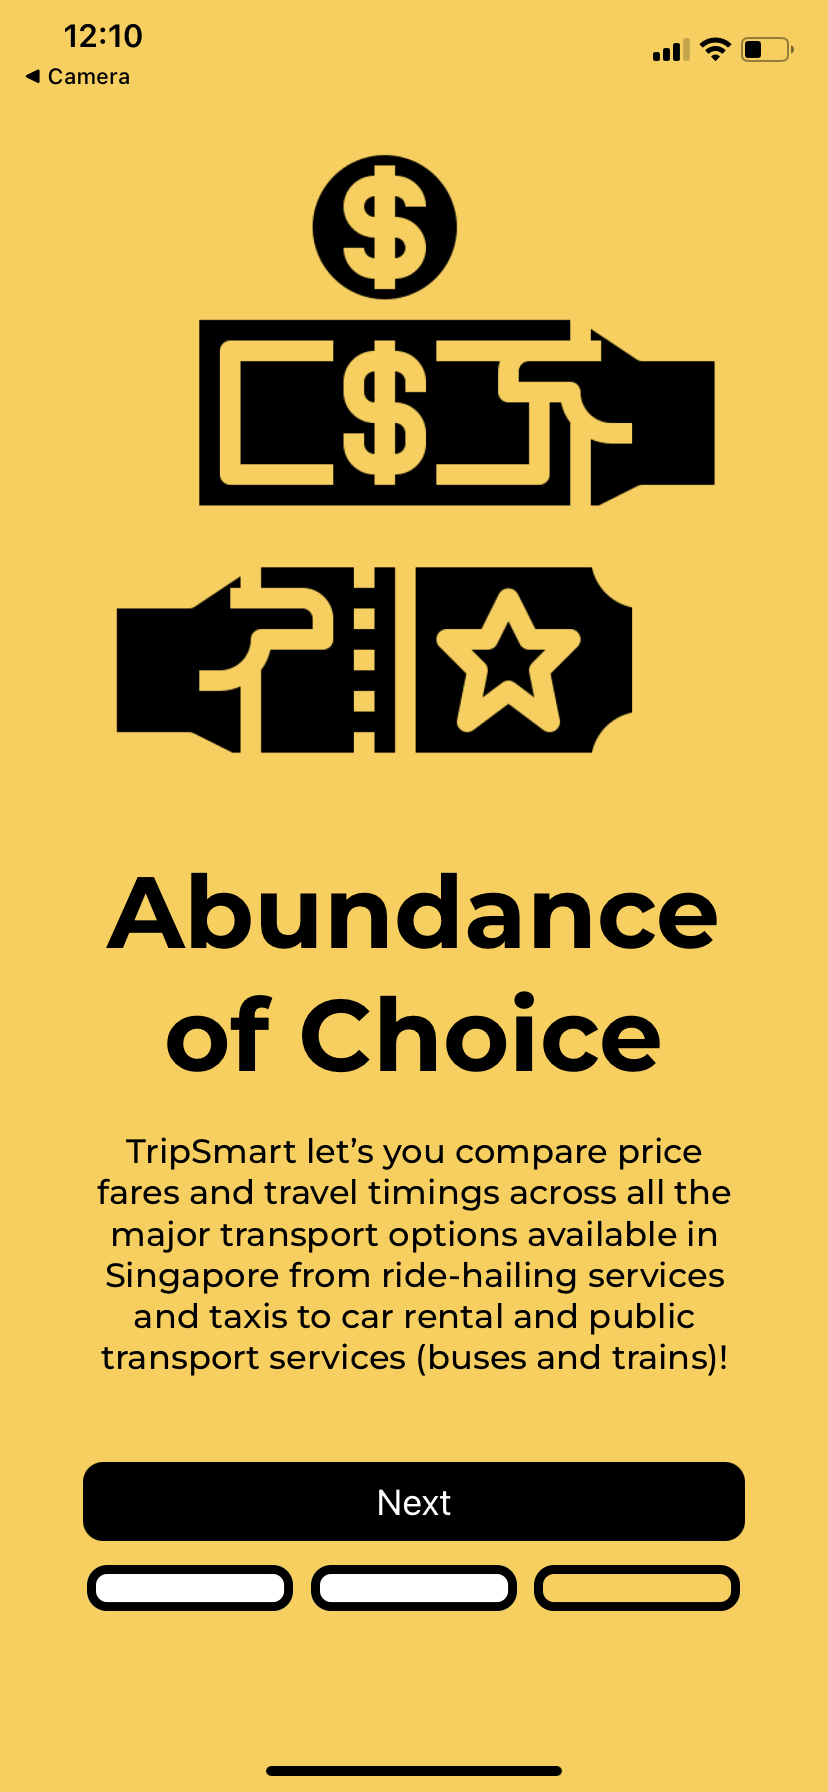 12:10
◀ Camera
$
$
Abundance
of Choice
TripSmart let’s you compare price
fares and travel timings across all the
major transport options available in
Singapore from ride-hailing services
and taxis to car rental and public
transport services (buses and trains)!
Next